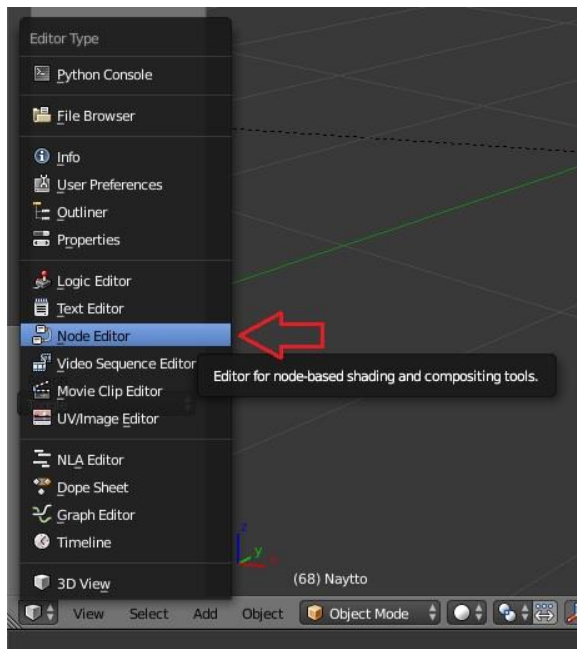 Editor Type
Python Console
File Browser
Info
User Preferences
Outliner
Properties
Logic Editor
Text Editor
Node Editor
Video Sequence Editor
Editor for node-based shading and compositing tools.
Movie Clip Editor
UV/Image Editor
NLA Editor
Dope Sheet
Graph Editor
Timeline
z
y
3D View
(68) Naytto
View Select Add Object Object Mode